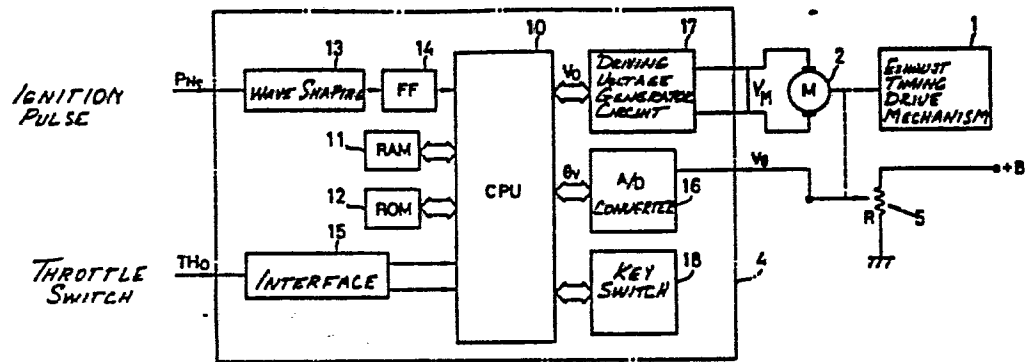 10
17
13
14
2
1
PHS
WAVE SHAPING
FF
VD
DRIVING
VOLTAGE
GENERATOR
CIRCUIT
VM
M
EXHAUST
TIMING
DRIVE
MECHANISM
IGNITION
PULSE
11
RAM
CPU
θV
A/D
CONVERTER
16
Vθ
+B
12
ROM
R
5
15
THROTTLE
SWITCH
THO
INTERFACE
KEY
SWITCH
18
4